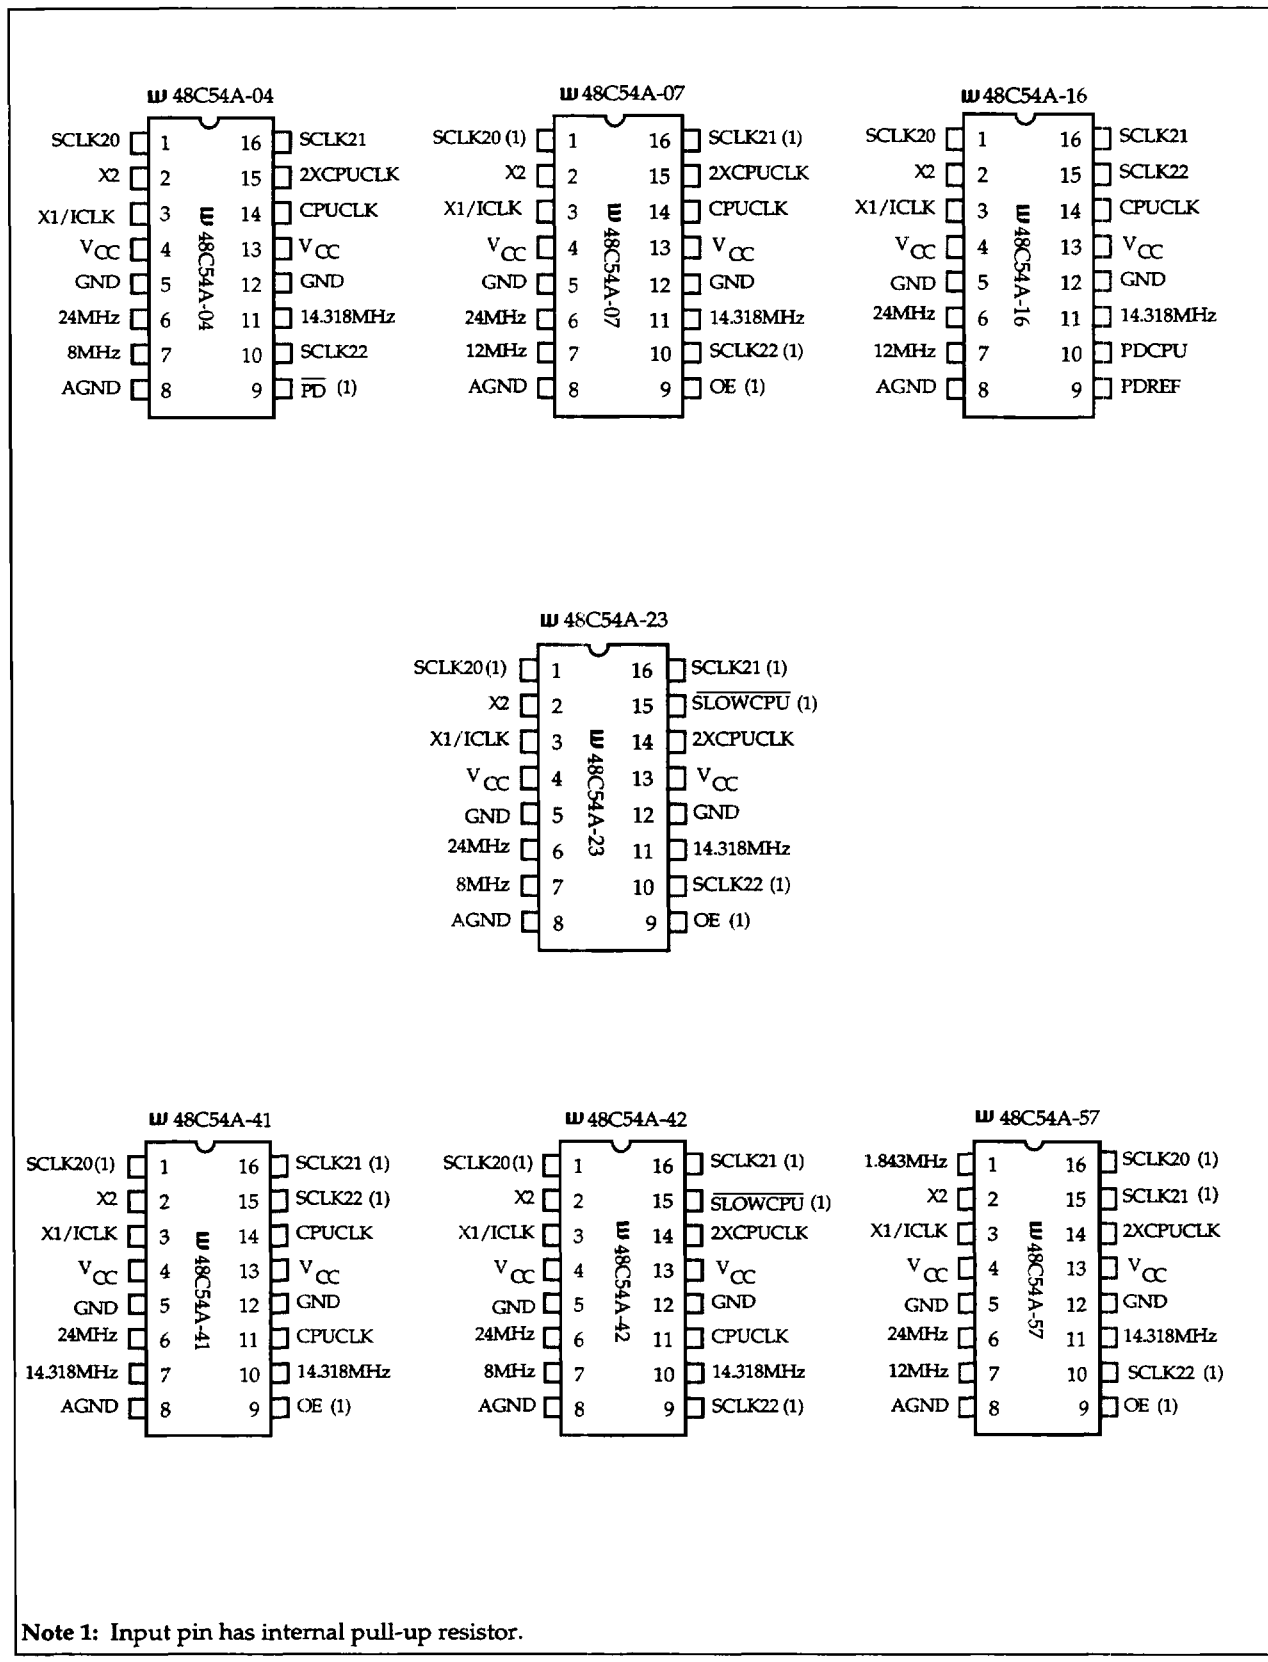 W 48C54A-04
SCLK20 1 16 SCLK21
X2 2 15 2XCPUCLK
X1/ICLK 3 14 CPUCLK
VCC 4 13 VCC
GND 5 12 GND
24MHz 6 11 14.318MHz
8MHz 7 10 SCLK22
AGND 8 9 PD (1)
W 48C54A-04
W 48C54A-07
SCLK20 (1) 1 16 SCLK21 (1)
X2 2 15 2XCPUCLK
X1/ICLK 3 14 CPUCLK
VCC 4 13 VCC
GND 5 12 GND
24MHz 6 11 14.318MHz
12MHz 7 10 SCLK22 (1)
AGND 8 9 OE (1)
W 48C54A-07
W 48C54A-16
SCLK20 1 16 SCLK21
X2 2 15 SCLK22
X1/ICLK 3 14 CPUCLK
VCC 4 13 VCC
GND 5 12 GND
24MHz 6 11 14.318MHz
12MHz 7 10 PDCPU
AGND 8 9 PDREF
W 48C54A-16
W 48C54A-23
SCLK20(1) 1 16 SCLK21 (1)
X2 2 15 SLOWCPU (1)
X1/ICLK 3 14 2XCPUCLK
VCC 4 13 VCC
GND 5 12 GND
24MHz 6 11 14.318MHz
8MHz 7 10 SCLK22 (1)
AGND 8 9 OE (1)
W 48C54A-23
W 48C54A-41
SCLK20(1) 1 16 SCLK21 (1)
X2 2 15 SCLK22 (1)
X1/ICLK 3 14 CPUCLK
VCC 4 13 VCC
GND 5 12 GND
24MHz 6 11 CPUCLK
14.318MHz 7 10 14.318MHz
AGND 8 9 OE (1)
W 48C54A-41
W 48C54A-42
SCLK20(1) 1 16 SCLK21 (1)
X2 2 15 SLOWCPU (1)
X1/ICLK 3 14 2XCPUCLK
VCC 4 13 VCC
GND 5 12 GND
24MHz 6 11 CPUCLK
8MHz 7 10 14.318MHz
AGND 8 9 SCLK22 (1)
W 48C54A-42
W 48C54A-57
1.843MHz 1 16 SCLK20 (1)
X2 2 15 SCLK21 (1)
X1/ICLK 3 14 2XCPUCLK
VCC 4 13 VCC
GND 5 12 GND
24MHz 6 11 14.318MHz
12MHz 7 10 SCLK22 (1)
AGND 8 9 OE (1)
W 48C54A-57
Note 1: Input pin has internal pull-up resistor.